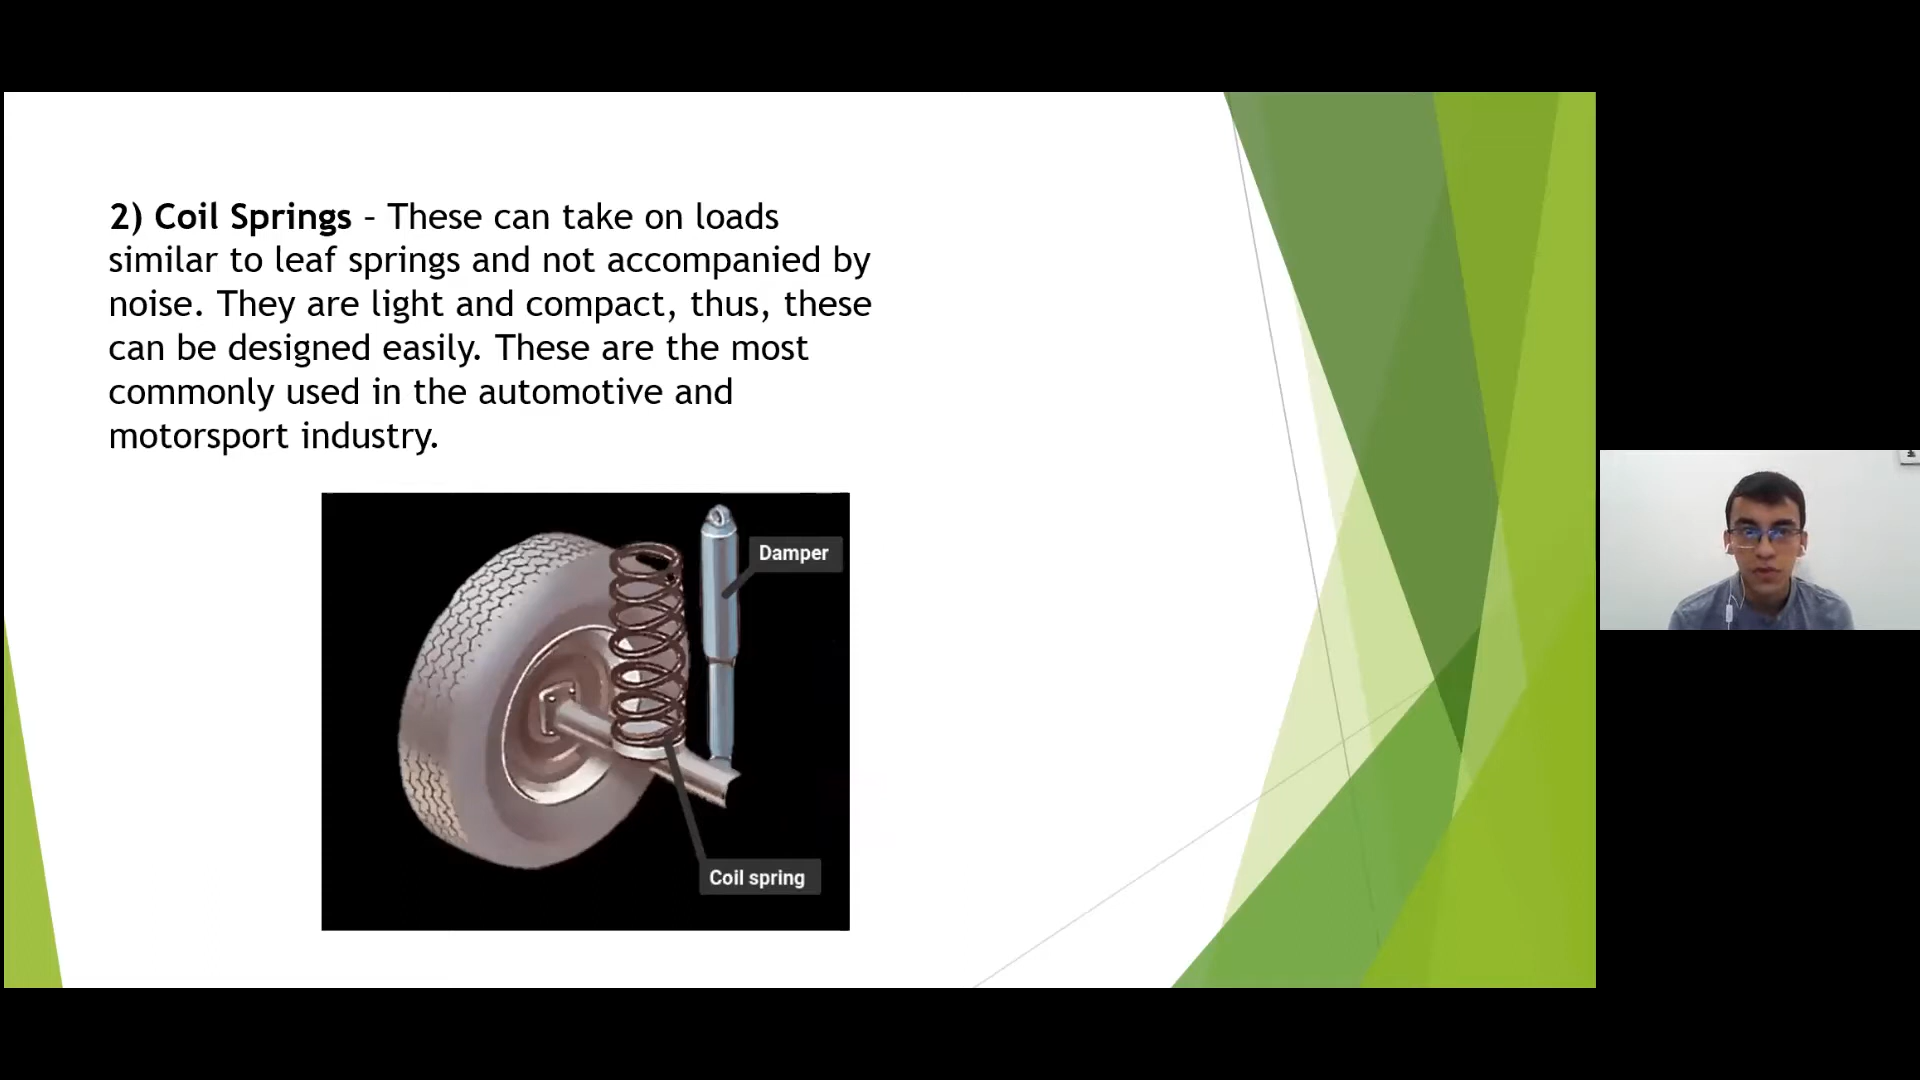 2) Coil Springs – These can take on loads
similar to leaf springs and not accompanied by
noise. They are light and compact, thus, these
can be designed easily. These are the most
commonly used in the automotive and
motorsport industry.
Damper
Coil spring